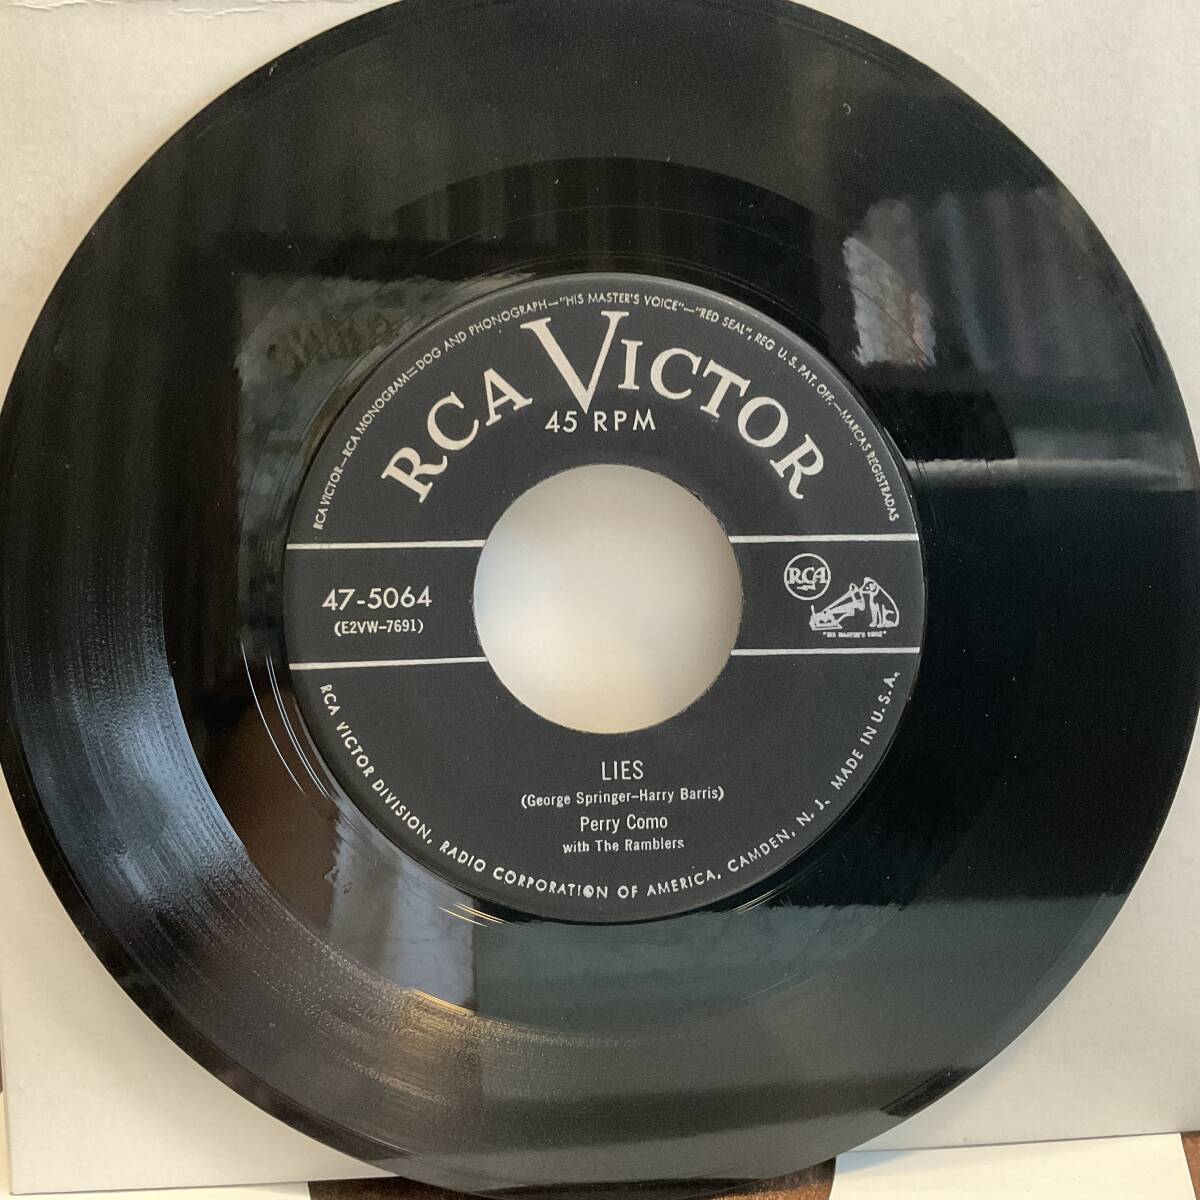 RCA VICTOR—RCA MONOGRAM=DOG AND PHONOGRAPH—"HIS MASTER'S VOICE"—"RED SEAL", REG U.S. PAT. OFF.—MARCAS REGISTRADAS
RCA VICTOR
45 RPM
47-5064
(E2VW-7691)
RCA
"HIS MASTER'S VOICE"
LIES
(George Springer-Harry Barris)
Perry Como
with The Ramblers
RCA VICTOR DIVISION, RADIO CORPORATION OF AMERICA, CAMDEN, N. J. MADE IN U.S.A.